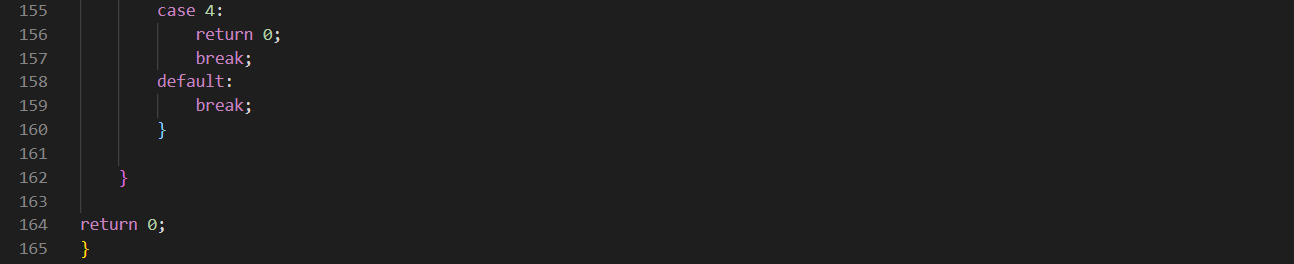 155 case 4:
156 return 0;
157 break;
158 default:
159 break;
160 }
161
162 }
163
164 return 0;
165 }